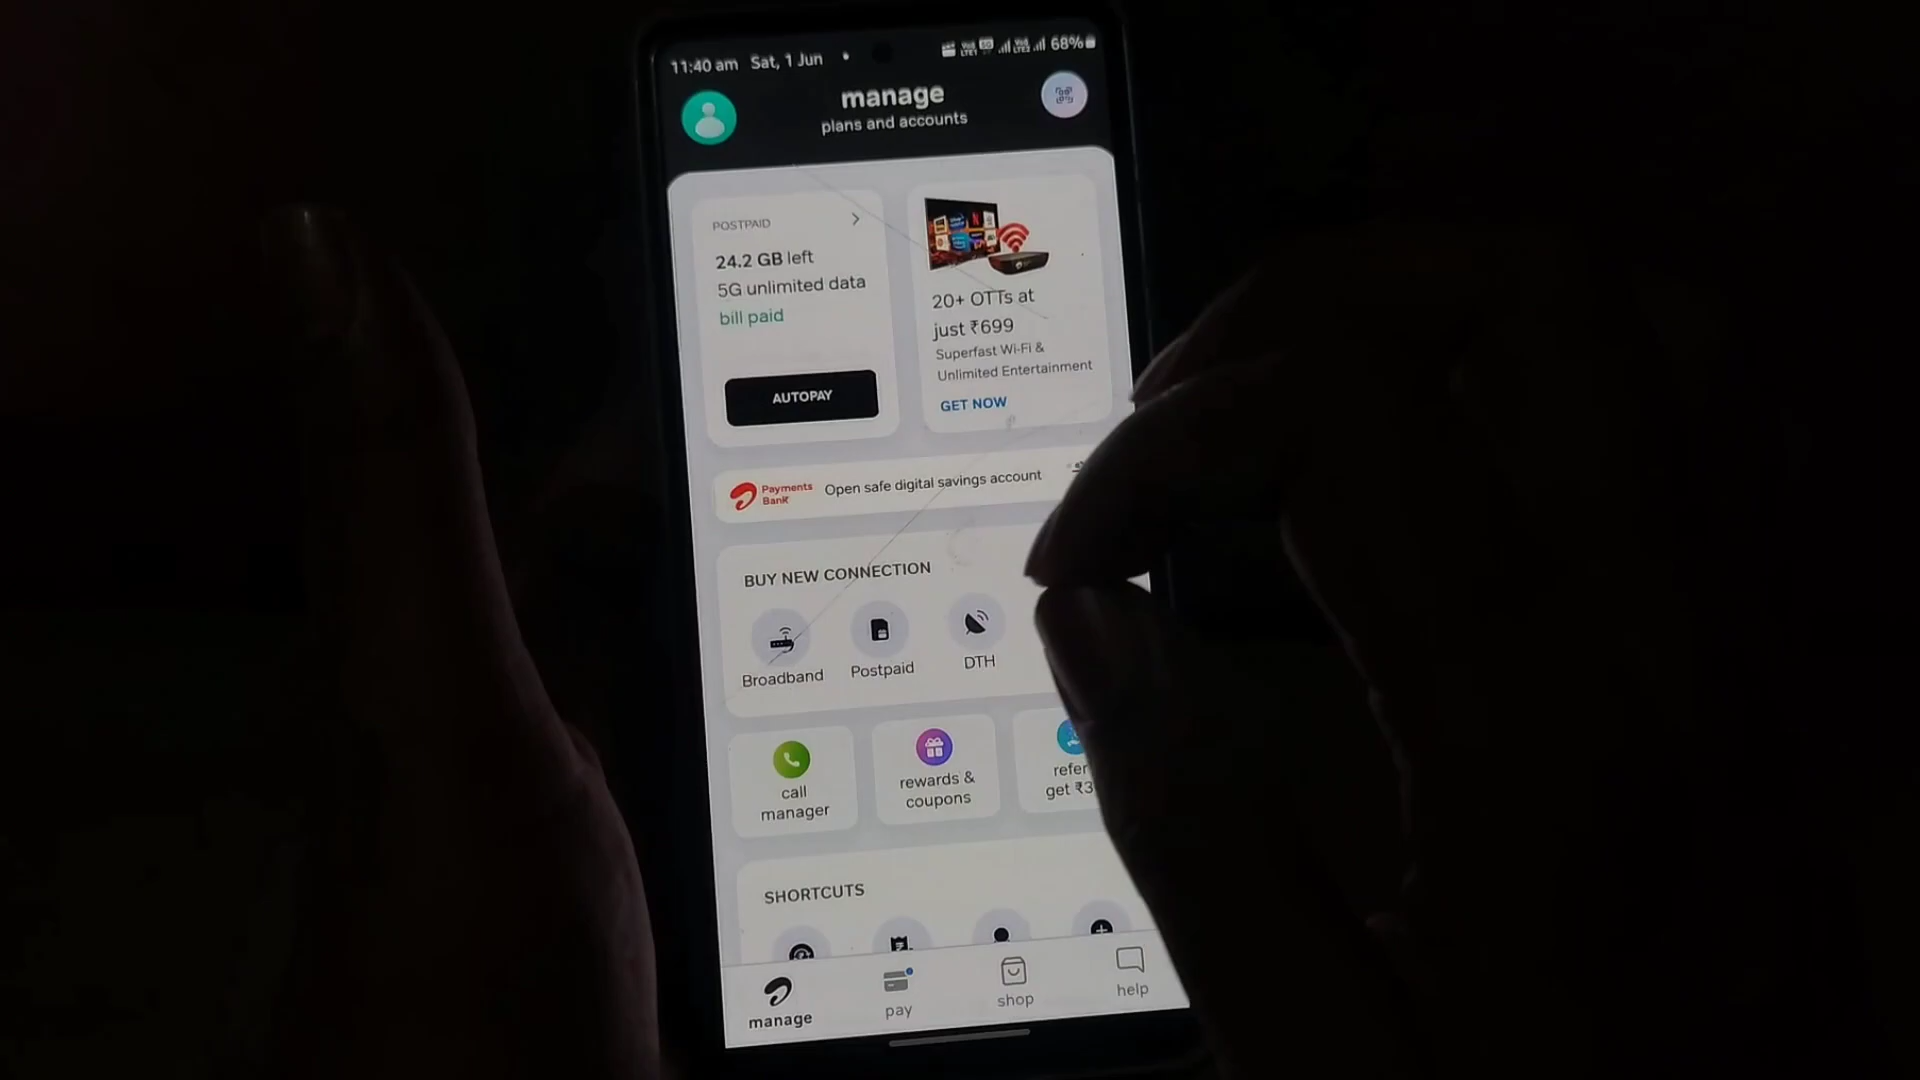 11:40 am Sat, 1 Jun
68%
manage
plans and accounts
POSTPAID
24.2 GB left
5G unlimited data
bill paid
AUTOPAY
20+ OTTs at
just ₹699
Superfast Wi-Fi &
Unlimited Entertainment
GET NOW
Payments
Bank
Open safe digital savings account
BUY NEW CONNECTION
Broadband
Postpaid
DTH
call
manager
rewards &
coupons
refer
get ₹3
SHORTCUTS
manage
pay
shop
help